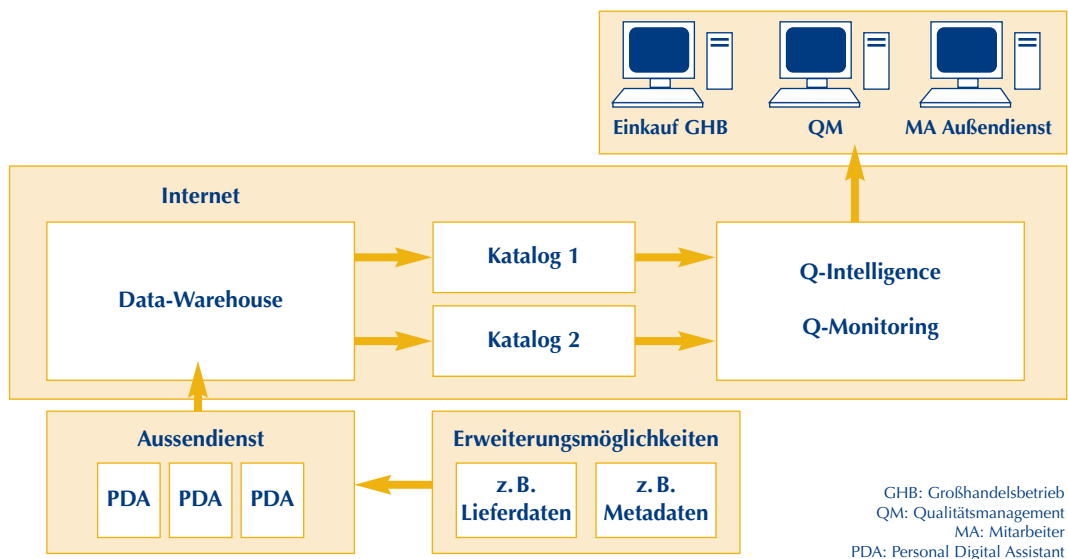 Einkauf GHB
QM
MA Außendienst
Internet
Data-Warehouse
Katalog 1
Katalog 2
Q-Intelligence
Q-Monitoring
Aussendienst
PDA
PDA
PDA
Erweiterungsmöglichkeiten
z. B.
Lieferdaten
z. B.
Metadaten
GHB: Großhandelsbetrieb
QM: Qualitätsmanagement
MA: Mitarbeiter
PDA: Personal Digital Assistant